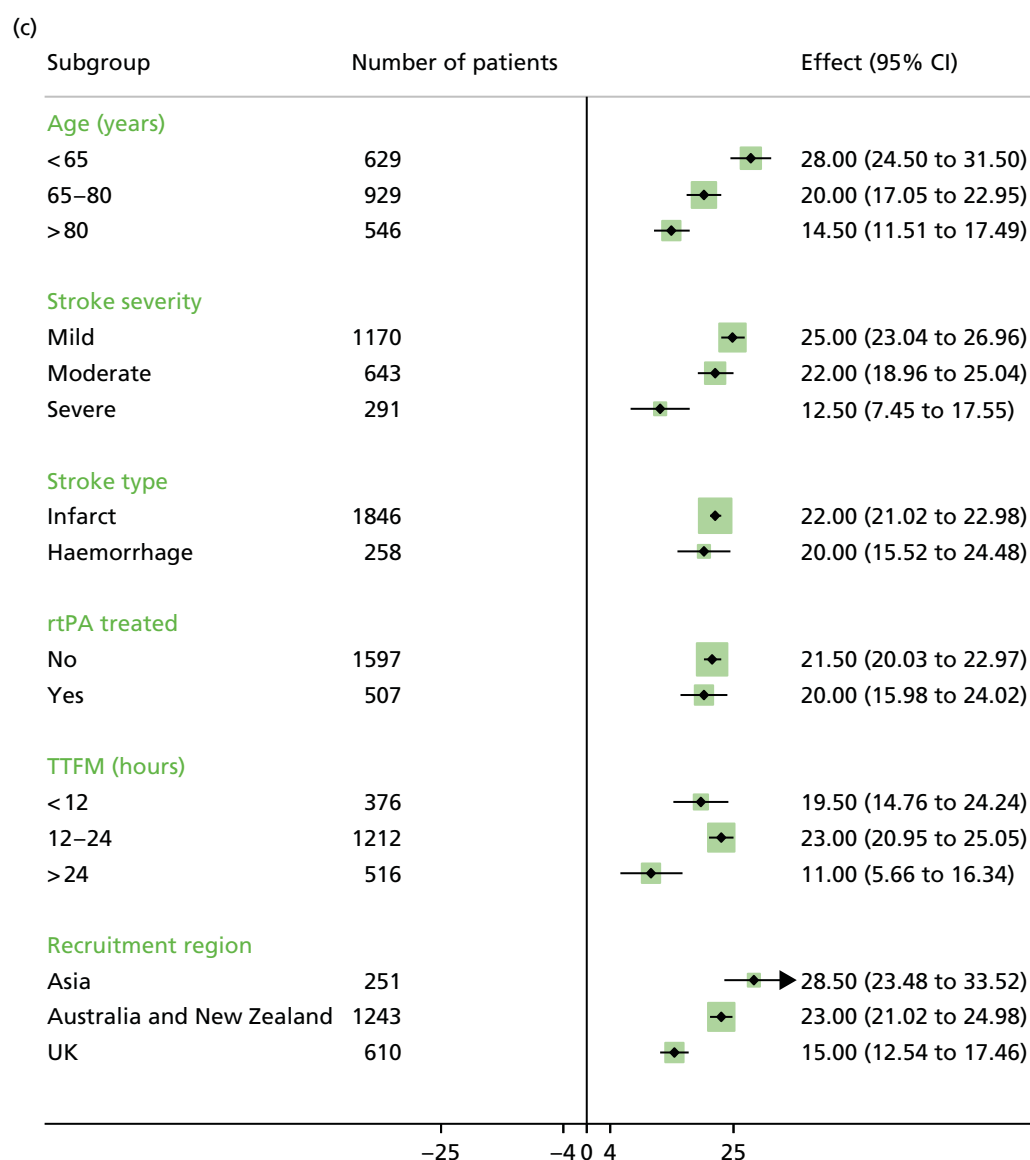 (c)
Subgroup Number of patients Effect (95% CI)
Age (years)
<65 629 28.00 (24.50 to 31.50)
65–80 929 20.00 (17.05 to 22.95)
>80 546 14.50 (11.51 to 17.49)
Stroke severity
Mild 1170 25.00 (23.04 to 26.96)
Moderate 643 22.00 (18.96 to 25.04)
Severe 291 12.50 (7.45 to 17.55)
Stroke type
Infarct 1846 22.00 (21.02 to 22.98)
Haemorrhage 258 20.00 (15.52 to 24.48)
rtPA treated
No 1597 21.50 (20.03 to 22.97)
Yes 507 20.00 (15.98 to 24.02)
TTFM (hours)
<12 376 19.50 (14.76 to 24.24)
12–24 1212 23.00 (20.95 to 25.05)
>24 516 11.00 (5.66 to 16.34)
Recruitment region
Asia 251 28.50 (23.48 to 33.52)
Australia and New Zealand 1243 23.00 (21.02 to 24.98)
UK 610 15.00 (12.54 to 17.46)
–25 –4 0 4 25